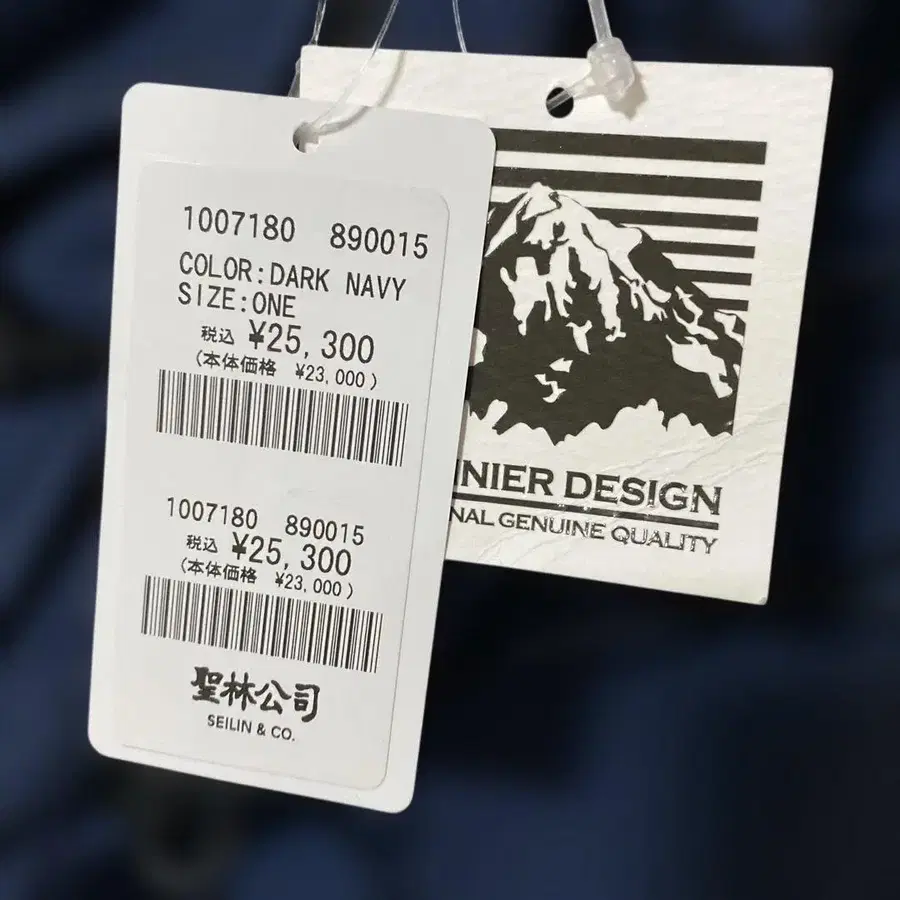 1007180 890015
COLOR:DARK NAVY
SIZE:ONE
税込 ¥25,300
(本体価格 ¥23,000)
1007180 890015
税込 ¥25,300
(本体価格 ¥23,000)
聖林公司
SEILIN & CO.
DESIGN
GENUINE QUALITY